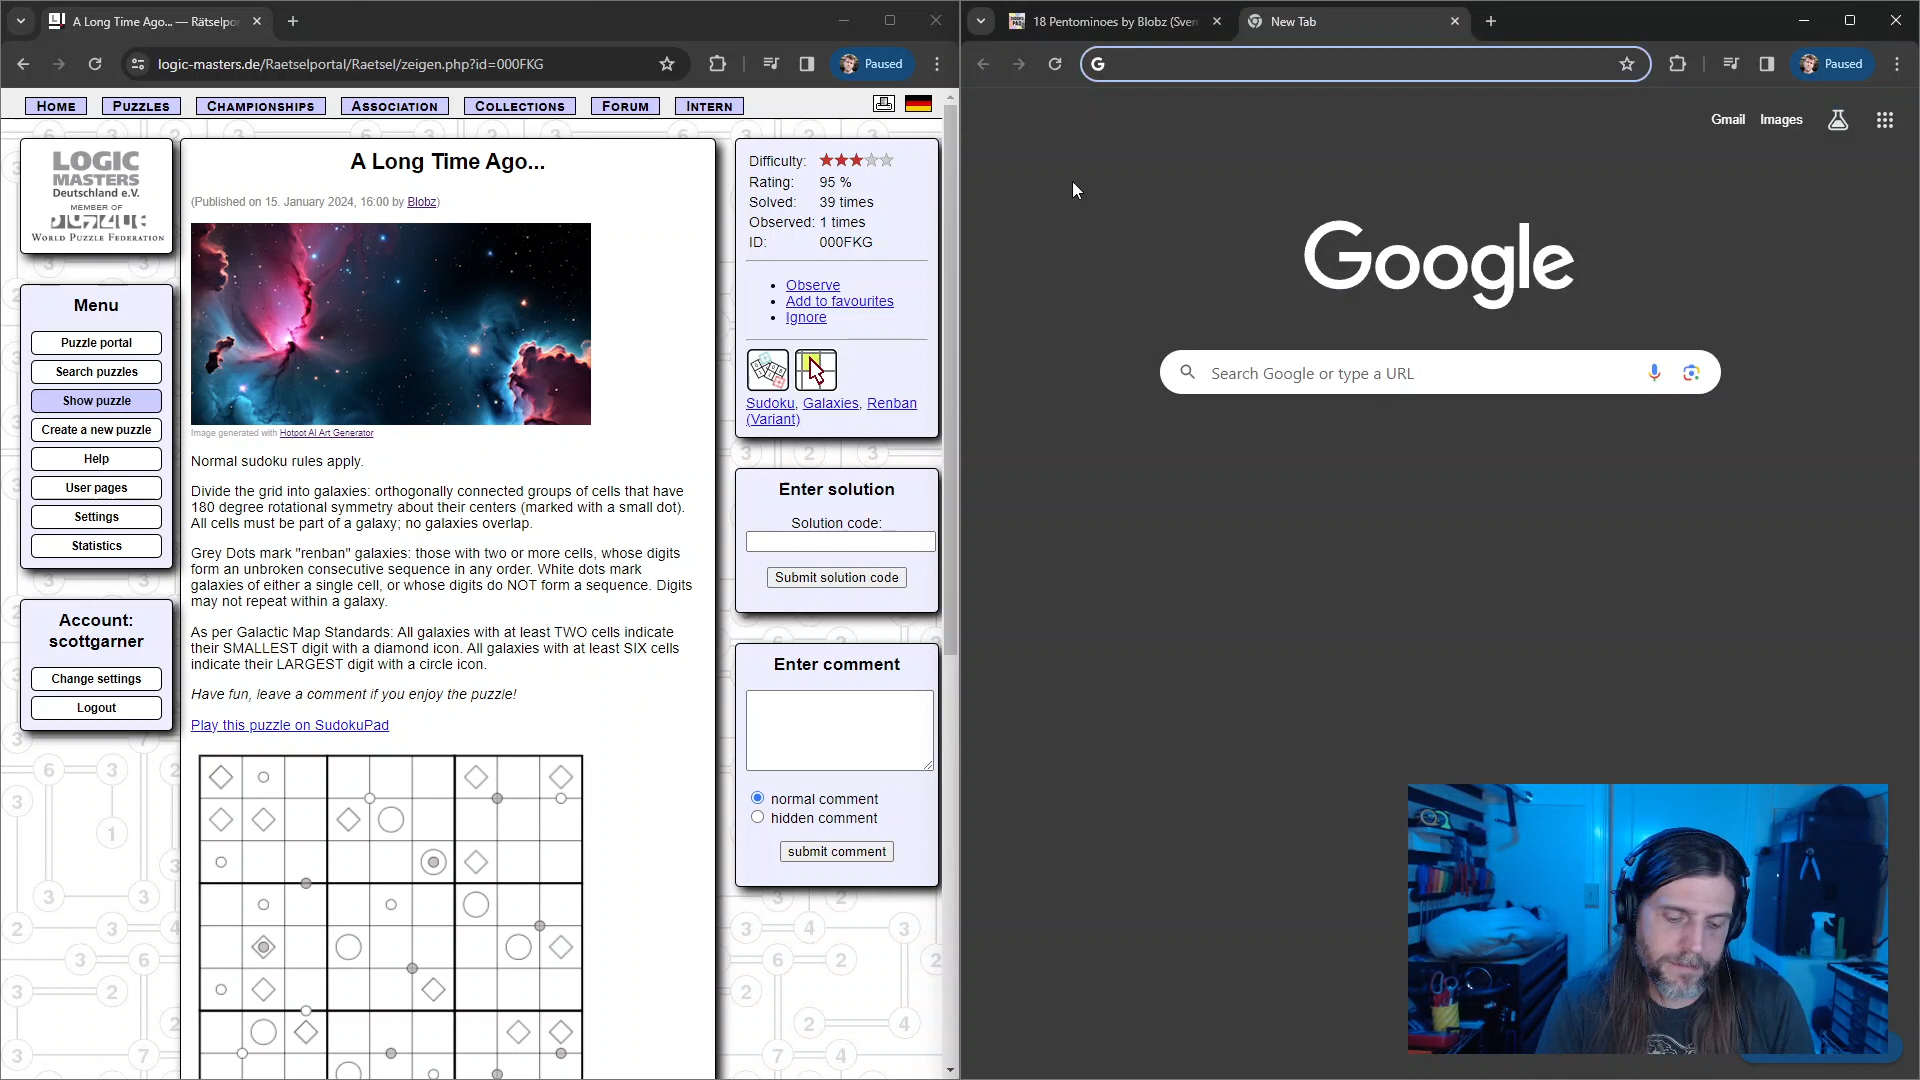 A Long Time Ago... — Rätselpor
logic-masters.de/Raetselportal/Raetsel/zeigen.php?id=000FKG
Paused
HOME
PUZZLES
CHAMPIONSHIPS
ASSOCIATION
COLLECTIONS
FORUM
INTERN
LOGIC
MASTERS
Deutschland e.V.
MEMBER OF
WORLD PUZZLE FEDERATION
Menu
Puzzle portal
Search puzzles
Show puzzle
Create a new puzzle
Help
User pages
Settings
Statistics
Account:
scottgarner
Change settings
Logout
A Long Time Ago...
(Published on 15. January 2024, 16:00 by Blobz)
Image generated with Hotpot AI Art Generator
Normal sudoku rules apply.
Divide the grid into galaxies: orthogonally connected groups of cells that have
180 degree rotational symmetry about their centers (marked with a small dot).
All cells must be part of a galaxy; no galaxies overlap.
Grey Dots mark "renban" galaxies: those with two or more cells, whose digits
form an unbroken consecutive sequence in any order. White dots mark
galaxies of either a single cell, or whose digits do NOT form a sequence. Digits
may not repeat within a galaxy.
As per Galactic Map Standards: All galaxies with at least TWO cells indicate
their SMALLEST digit with a diamond icon. All galaxies with at least SIX cells
indicate their LARGEST digit with a circle icon.
Have fun, leave a comment if you enjoy the puzzle!
Play this puzzle on SudokuPad
Difficulty:
Rating: 95 %
Solved: 39 times
Observed: 1 times
ID: 000FKG
Observe
Add to favourites
Ignore
Sudoku, Galaxies, Renban
(Variant)
Enter solution
Solution code:
Submit solution code
Enter comment
normal comment
hidden comment
submit comment
18 Pentominoes by Blobz (Sven
New Tab
Paused
Gmail
Images
Google
Search Google or type a URL